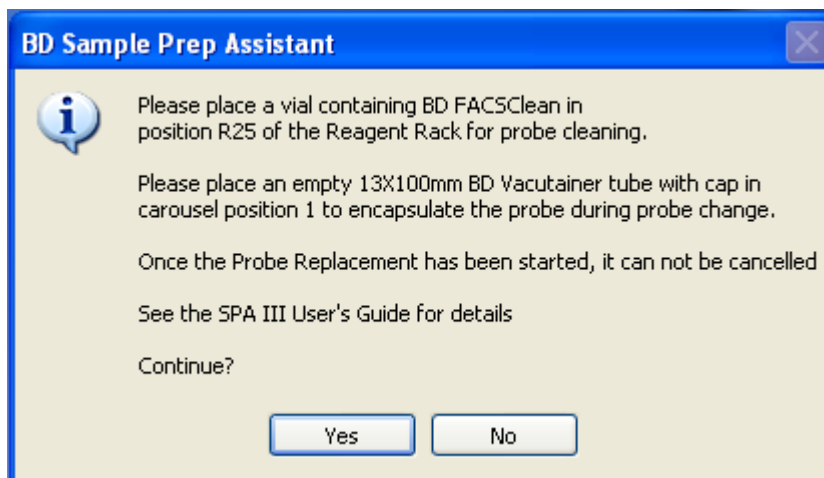 BD Sample Prep Assistant
Please place a vial containing BD FACSClean in
position R25 of the Reagent Rack for probe cleaning.
Please place an empty 13X100mm BD Vacutainer tube with cap in
carousel position 1 to encapsulate the probe during probe change.
Once the Probe Replacement has been started, it can not be cancelled
See the SPA III User's Guide for details
Continue?
Yes
No